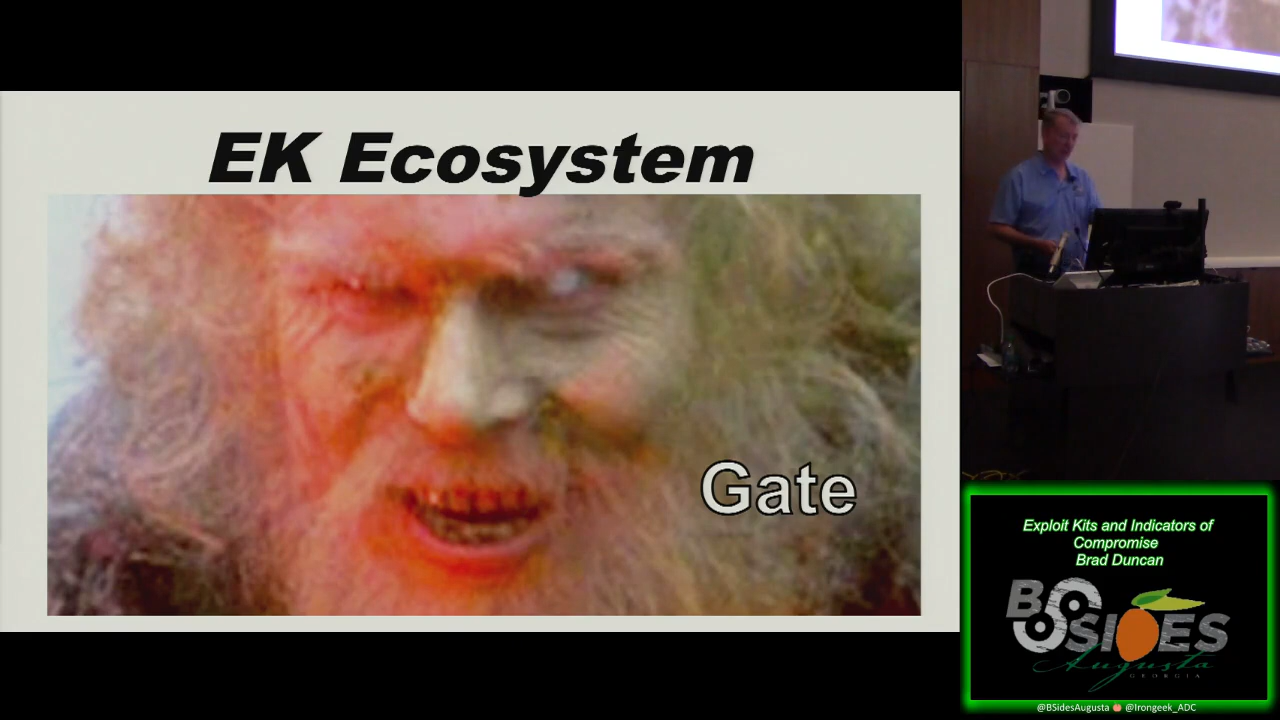 EK Ecosystem
Gate
Exploit Kits and Indicators of
Compromise
Brad Duncan
BSIDES
Augusta
GEORGIA
@BSidesAugusta @Irongeek_ADC